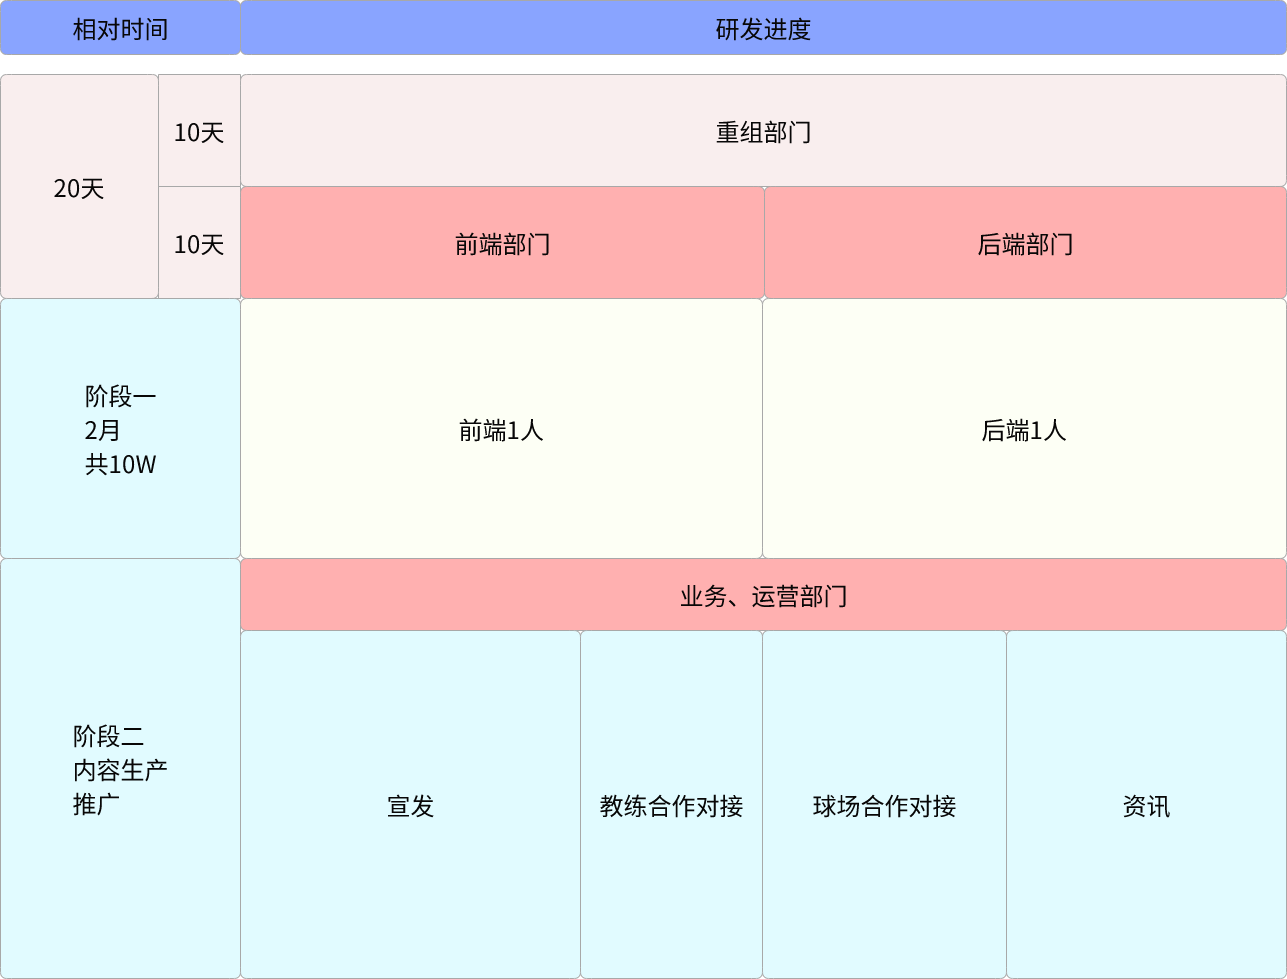 相对时间
研发进度
20天
10天
重组部门
10天
前端部门
后端部门
阶段一
2月
共10W
前端1人
后端1人
阶段二
内容生产
推广
业务、运营部门
宣发
教练合作对接
球场合作对接
资讯